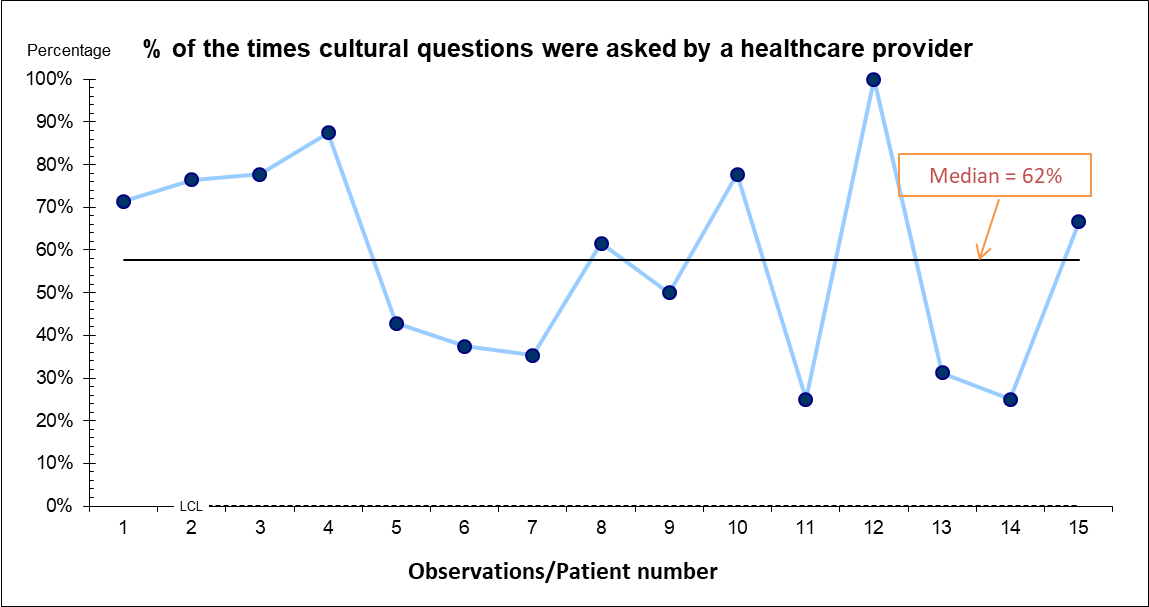 % of the times cultural questions were asked by a healthcare provider
Percentage
100%
90%
80%
70%
60%
50%
40%
30%
20%
10%
0%
Median = 62%
LCL
1 2 3 4 5 6 7 8 9 10 11 12 13 14 15
Observations/Patient number